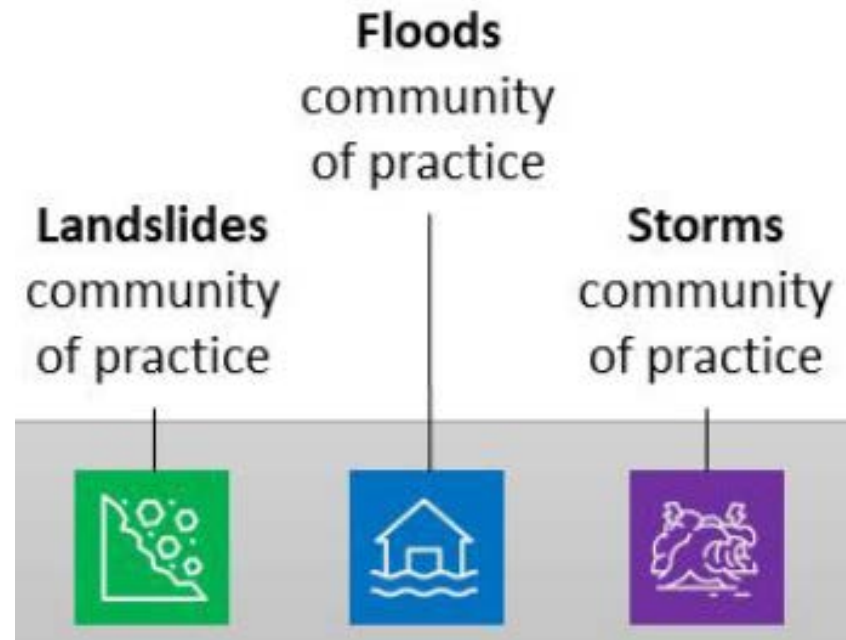 Floods
community
of practice
Landslides
community
of practice
Storms
community
of practice